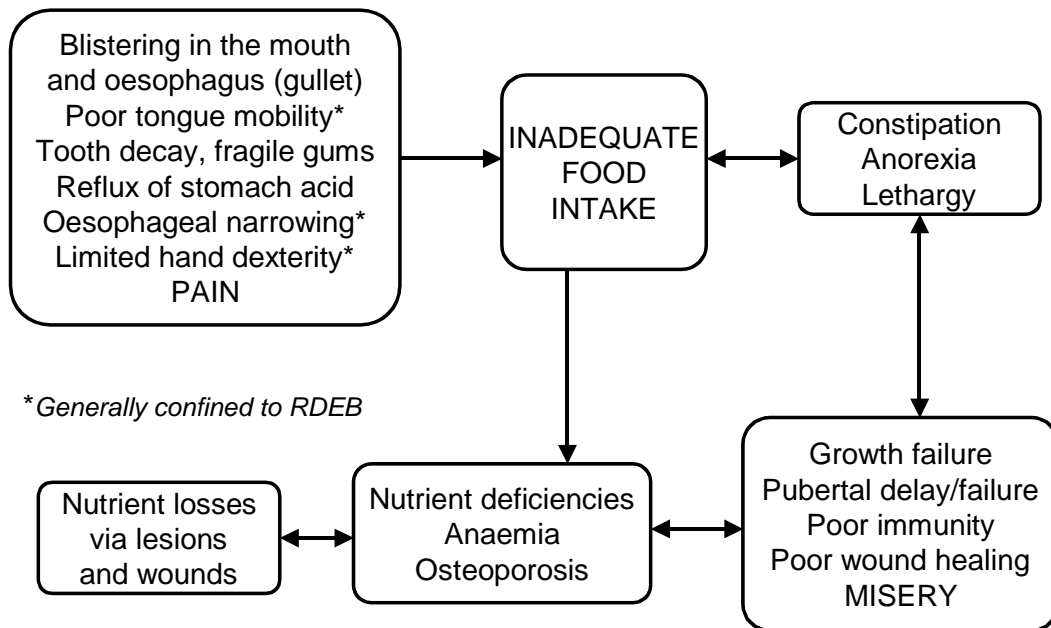 Blistering in the mouth
and oesophagus (gullet)
Poor tongue mobility*
Tooth decay, fragile gums
Reflux of stomach acid
Oesophageal narrowing*
Limited hand dexterity*
PAIN
INADEQUATE
FOOD
INTAKE
Constipation
Anorexia
Lethargy
*Generally confined to RDEB
Nutrient losses
via lesions
and wounds
Nutrient deficiencies
Anaemia
Osteoporosis
Growth failure
Pubertal delay/failure
Poor immunity
Poor wound healing
MISERY